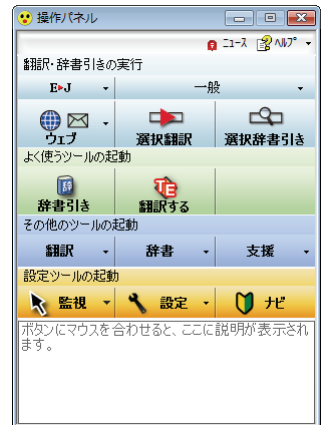 操作パネル
ﾆｭｰｽ ﾍﾙﾌﾟ
翻訳・辞書引きの実行
E▸J 一般
ウェブ 選択翻訳 選択辞書引き
よく使うツールの起動
辞書引き 翻訳する
その他のツールの起動
翻訳 辞書 支援
設定ツールの起動
監視 設定 ナビ
ボタンにマウスを合わせると、ここに説明が表示され
ます。